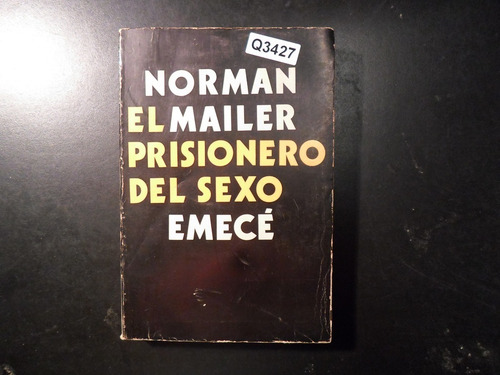 Q3427
NORMAN
EL MAILER
PRISIONERO
DEL SEXO
EMECÉ